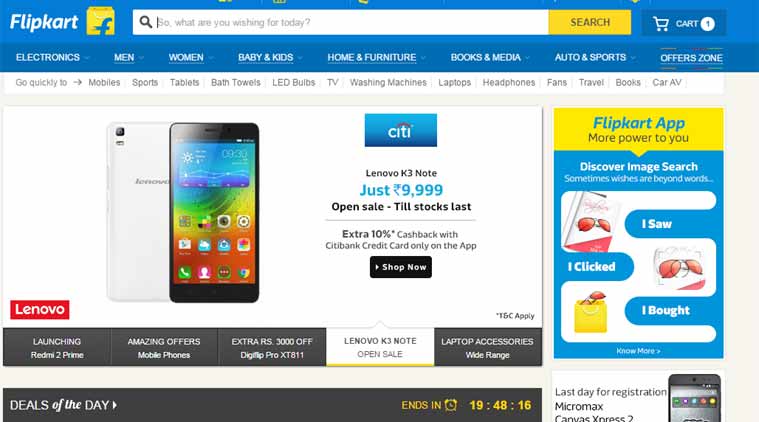 Flipkart
So, what are you wishing for today?
SEARCH
CART 1
ELECTRONICS MEN WOMEN BABY & KIDS HOME & FURNITURE BOOKS & MEDIA AUTO & SPORTS OFFERS ZONE
Go quickly to → Mobiles Sports Tablets Bath Towels LED Bulbs TV Washing Machines Laptops Headphones Fans Travel Books Car AV
citi
Lenovo K3 Note
Just ₹9,999
Open sale - Till stocks last
Extra 10%* Cashback with
Citibank Credit Card only on the App
Shop Now
lenovo
09:30
Lenovo
*T&C Apply
LAUNCHING
Redmi 2 Prime
AMAZING OFFERS
Mobile Phones
EXTRA RS. 3000 OFF
Digiflip Pro XT811
LENOVO K3 NOTE
OPEN SALE
LAPTOP ACCESSORIES
Wide Range
DEALS of the DAY
ENDS IN 19 : 48 : 16
Flipkart App
More power to you
Discover Image Search
Sometimes wishes are beyond words...
I Saw
I Clicked
I Bought
Know More >
Last day for registration
Micromax
Canvas Xpress 2